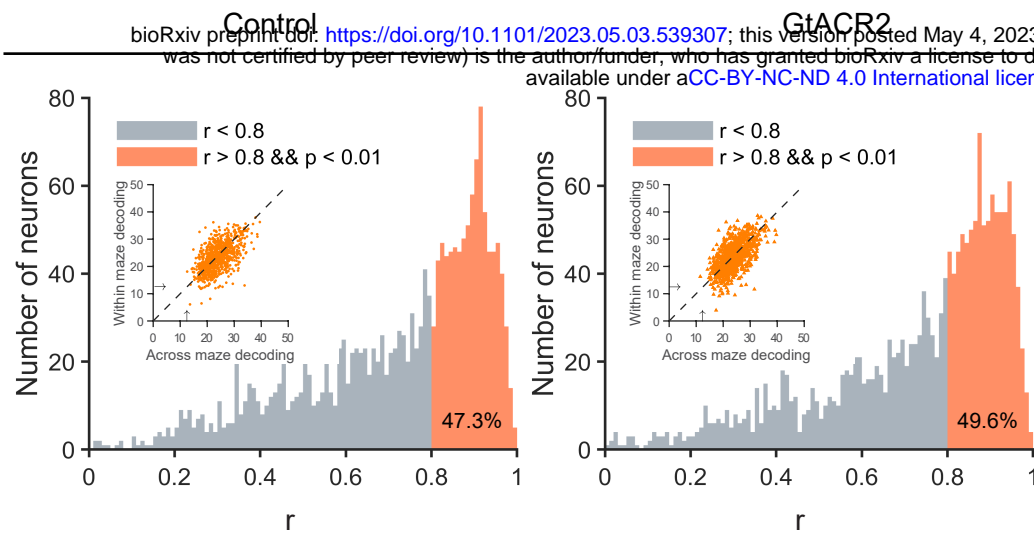 Control
GtACR2
bioRxiv preprint doi: https://doi.org/10.1101/2023.05.03.539307; this version posted May 4, 2023
was not certified by peer review) is the author/funder, who has granted bioRxiv a license to d
available under aCC-BY-NC-ND 4.0 International licen
80
60
40
20
0
Number of neurons
r < 0.8
r > 0.8 && p < 0.01
50
40
30
20
10
0
Within maze decoding
0 10 20 30 40 50
Across maze decoding
47.3%
0 0.2 0.4 0.6 0.8 1
r
80
60
40
20
0
Number of neurons
r < 0.8
r > 0.8 && p < 0.01
50
40
30
20
10
0
Within maze decoding
0 10 20 30 40 50
Across maze decoding
49.6%
0 0.2 0.4 0.6 0.8 1
r